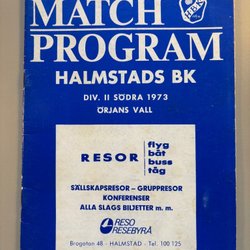 MATCH
PROGRAM
HALMSTADS BK
DIV. II SÖDRA 1973
ÖRJANS VALL
RESOR
flyg
båt
buss
tåg
SÄLLSKAPSRESOR – GRUPPRESOR
KONFERENSER
ALLA SLAGS BILJETTER m. m.
RESO
RESEBYRÅ
Brogatan 48 - HALMSTAD - Tel. 100 125